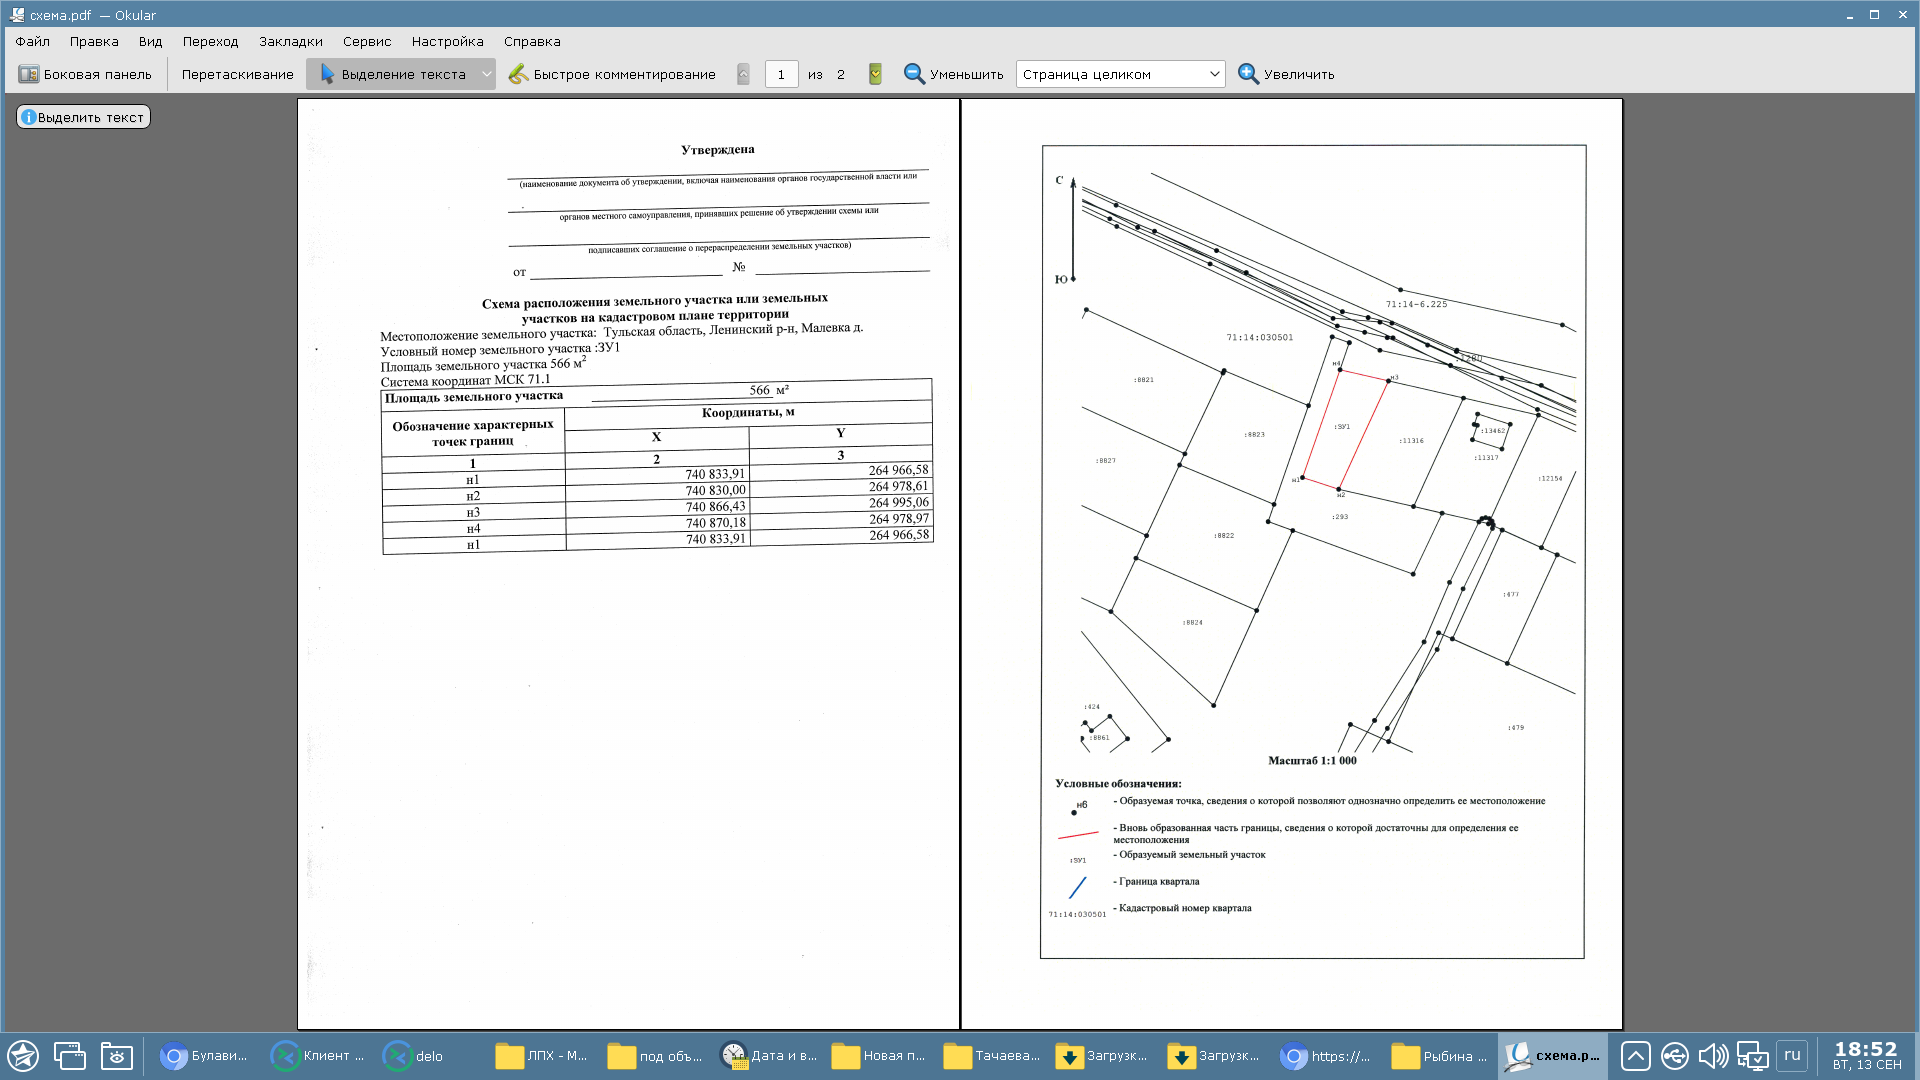 схема.pdf — Okular
Файл Правка Вид Переход Закладки Сервис Настройка Справка
Боковая панель Перетаскивание Выделение текста Быстрое комментирование 1 из 2 Уменьшить Страница целиком Увеличить
Выделить текст
Утверждена
(наименование документа об утверждении, включая наименования органов государственной власти или
органов местного самоуправления, принявших решение об утверждении схемы или
подписавших соглашение о перераспределении земельных участков)
от № 
Схема расположения земельного участка или земельных
участков на кадастровом плане территории
Местоположение земельного участка: Тульская область, Ленинский р-н, Малевка д.
Условный номер земельного участка :ЗУ1
Площадь земельного участка 566 м2
Система координат МСК 71.1
Площадь земельного участка 566 м²
Обозначение характерных точек границ Координаты, м
X Y
1 2 3
н1 740 833,91 264 966,58
н2 740 830,00 264 978,61
н3 740 866,43 264 995,06
н4 740 870,18 264 978,97
н1 740 833,91 264 966,58
С
Ю
71:14-6.225
71:14:030501
:1280
н4
н3
:8821
:8823
:ЗУ1
:11316
:13462
:11317
:8827
:12154
н1
н2
:293
:8822
:477
:8824
:424
:8861
:479
Масштаб 1:1 000
Условные обозначения:
н6 - Образуемая точка, сведения о которой позволяют однозначно определить ее местоположение
- Вновь образованная часть границы, сведения о которой достаточны для определения ее
местоположения
:ЗУ1 - Образуемый земельный участок
- Граница квартала
71:14:030501 - Кадастровый номер квартала
Булави... Клиент ... delo ЛПХ - М... под объ... Дата и в... Новая п... Тачаева... Загрузк... Загрузк... https://... Рыбина ... схема.р... ru 18:52
ВТ, 13 СЕН